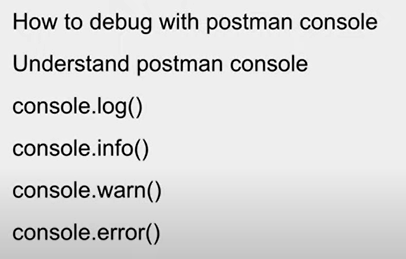 How to debug with postman console
Understand postman console
console.log()
console.info()
console.warn()
console.error()